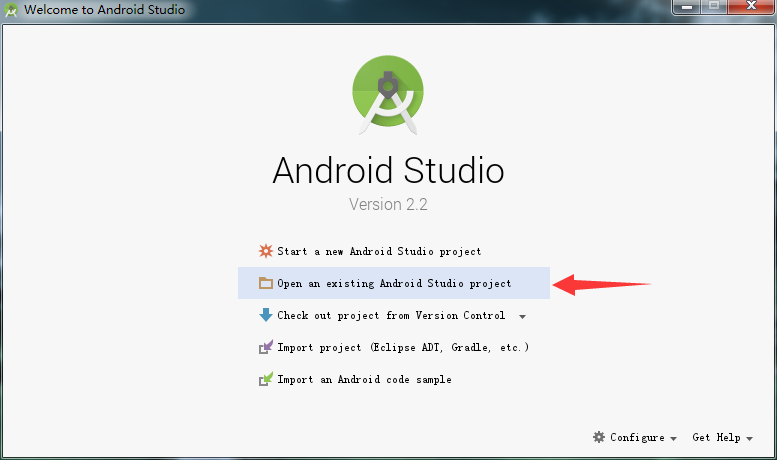 Welcome to Android Studio
Android Studio
Version 2.2
Start a new Android Studio project
Open an existing Android Studio project
Check out project from Version Control
Import project (Eclipse ADT, Gradle, etc.)
Import an Android code sample
Configure Get Help